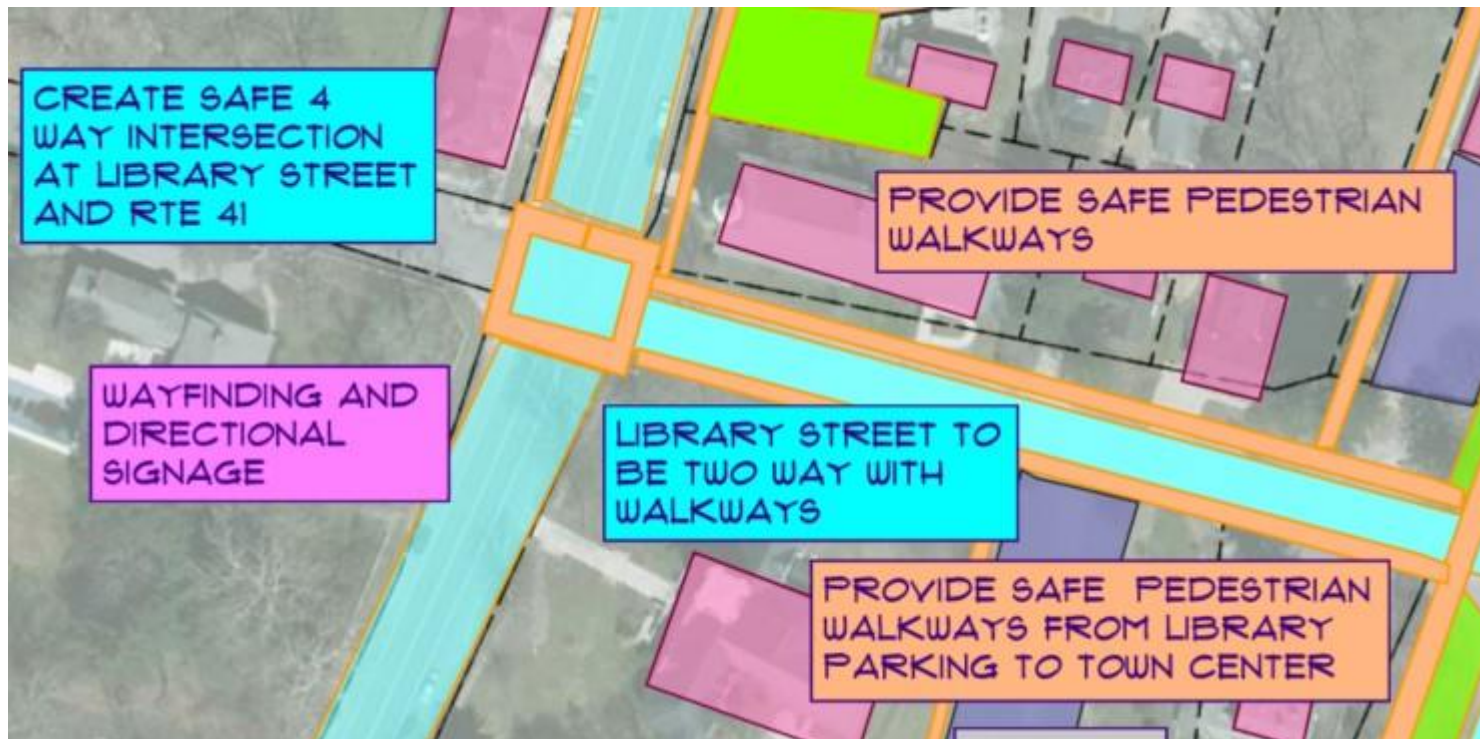 CREATE SAFE 4
WAY INTERSECTION
AT LIBRARY STREET
AND RTE 41
PROVIDE SAFE PEDESTRIAN
WALKWAYS
WAYFINDING AND
DIRECTIONAL
SIGNAGE
LIBRARY STREET TO
BE TWO WAY WITH
WALKWAYS
PROVIDE SAFE PEDESTRIAN
WALKWAYS FROM LIBRARY
PARKING TO TOWN CENTER